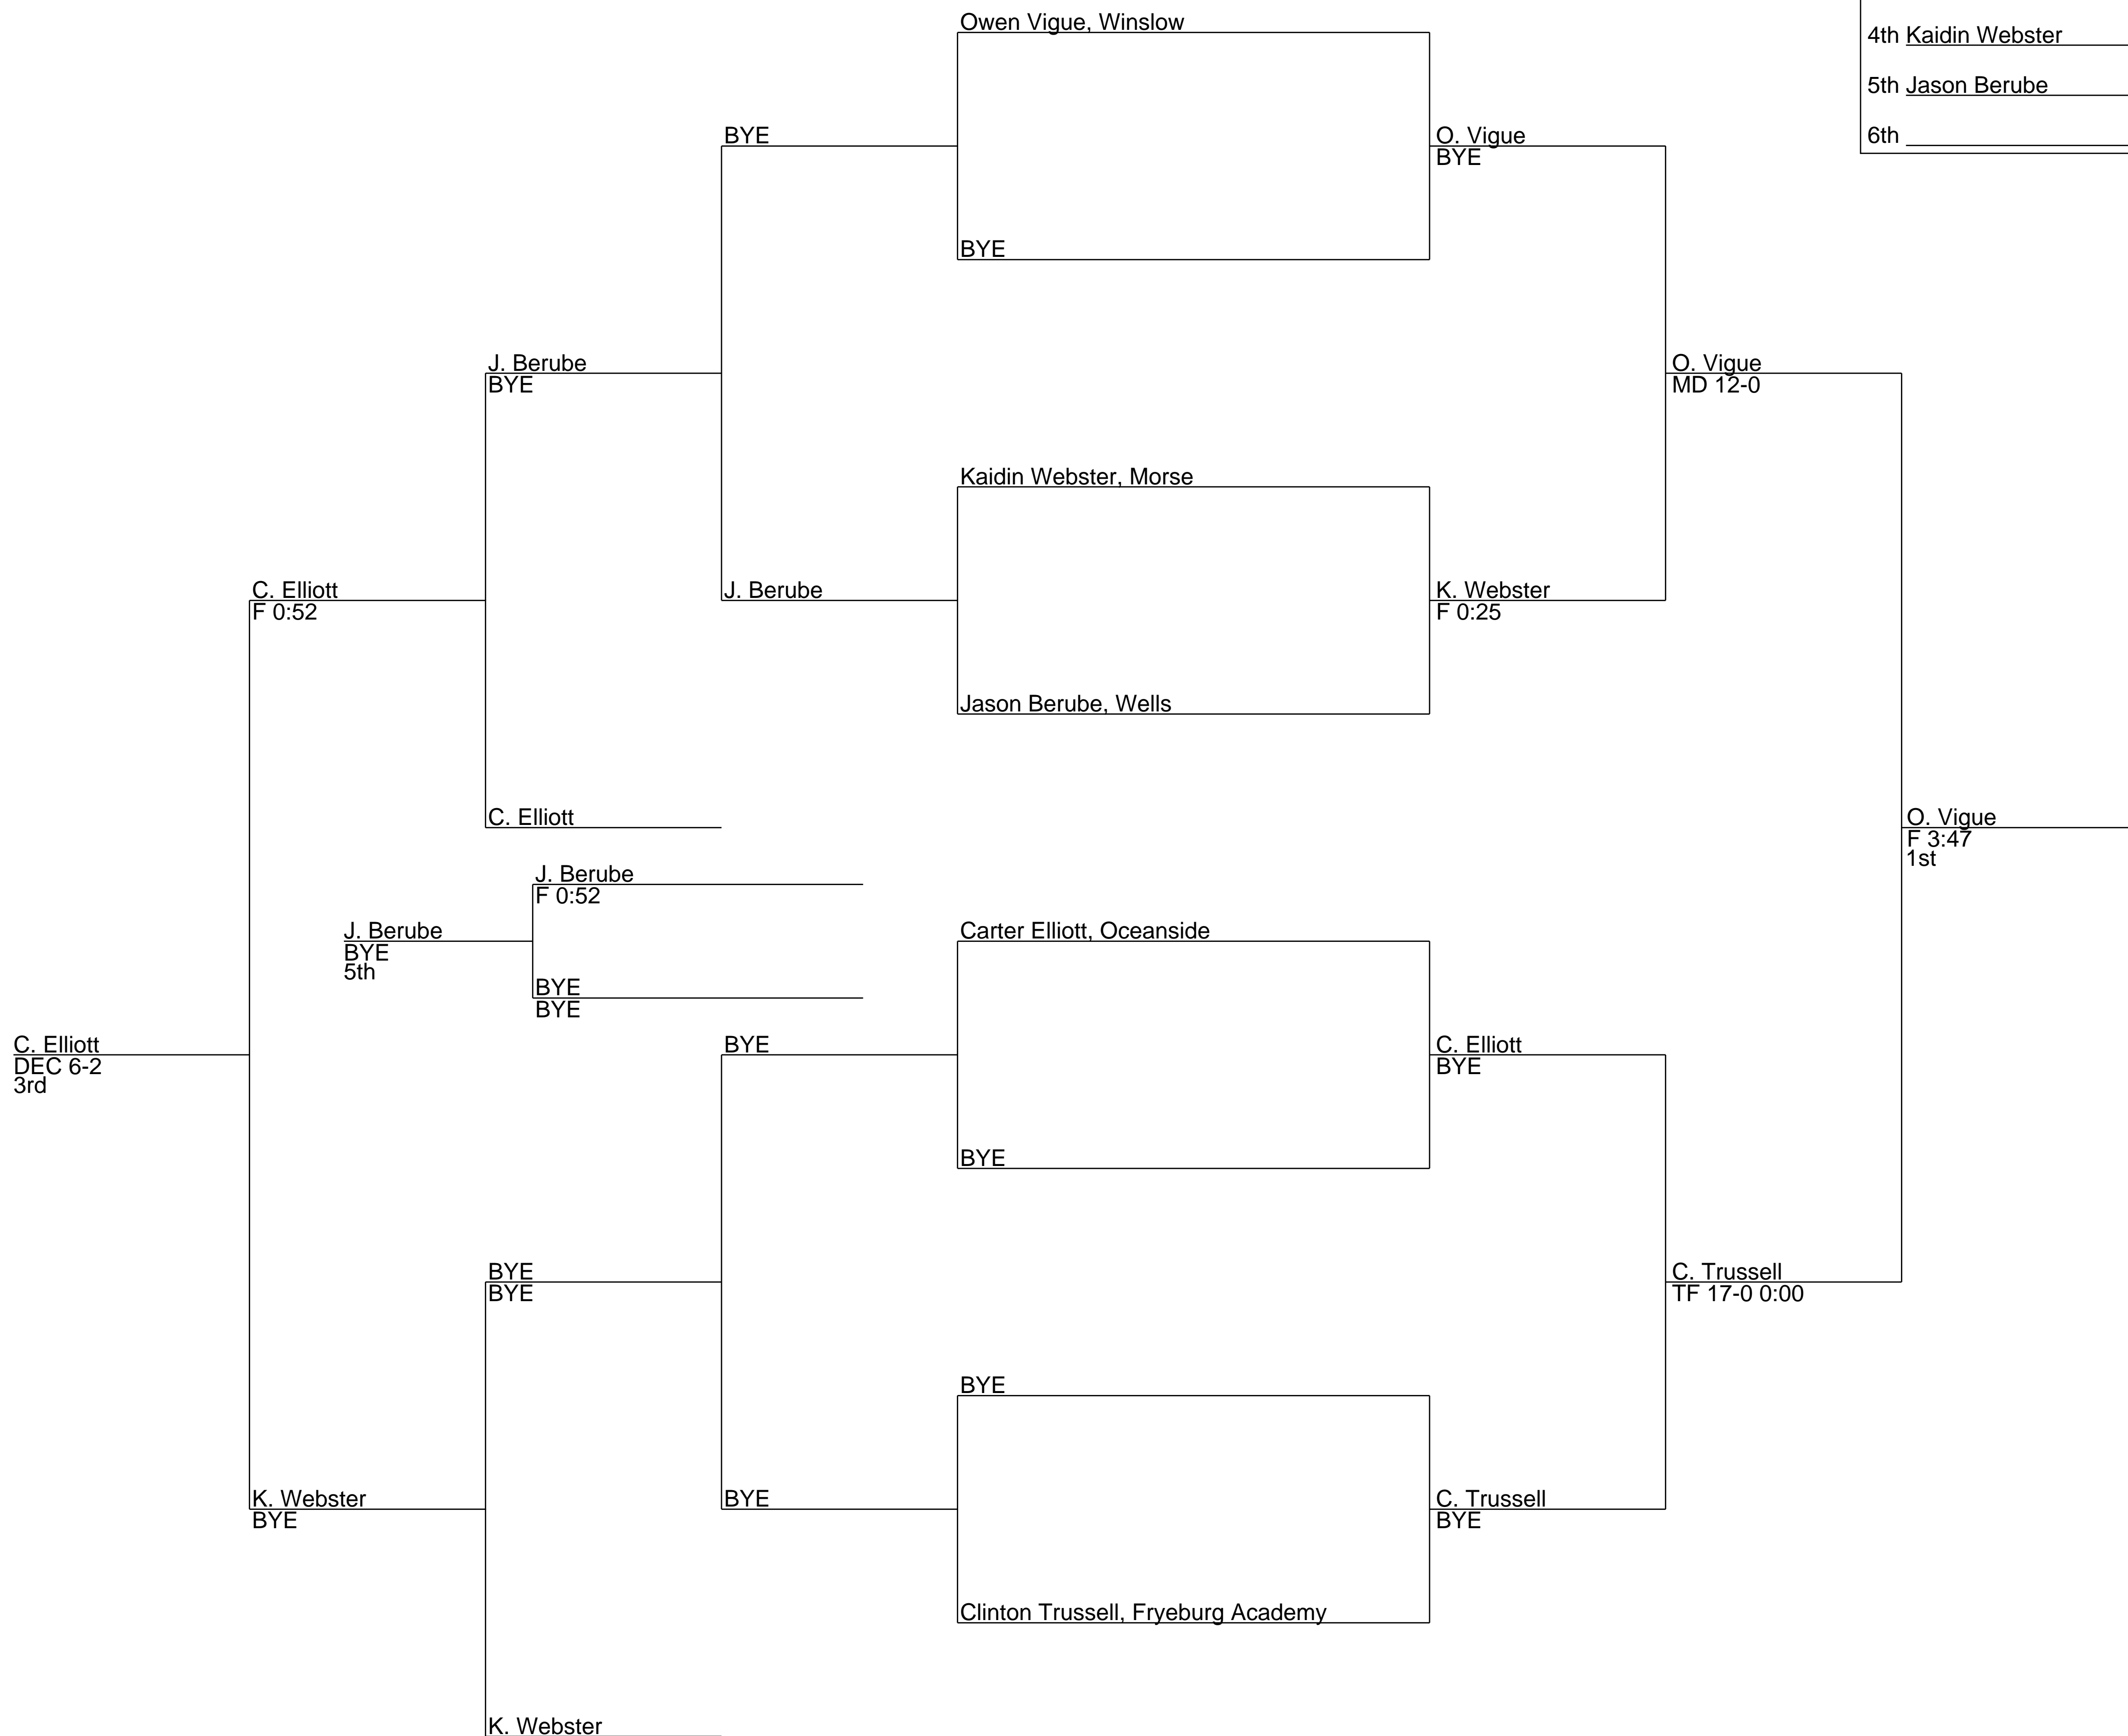 Owen Vigue, Winslow
4th Kaidin Webster
5th Jason Berube
6th
BYE
O. Vigue
BYE
BYE
J. Berube
BYE
O. Vigue
MD 12-0
Kaidin Webster, Morse
C. Elliott
F 0:52
J. Berube
K. Webster
F 0:25
Jason Berube, Wells
C. Elliott
O. Vigue
F 3:47
1st
J. Berube
F 0:52
J. Berube
BYE
5th
Carter Elliott, Oceanside
BYE
BYE
C. Elliott
DEC 6-2
3rd
BYE
C. Elliott
BYE
BYE
BYE
BYE
C. Trussell
TF 17-0 0:00
BYE
K. Webster
BYE
BYE
C. Trussell
BYE
Clinton Trussell, Fryeburg Academy
K. Webster